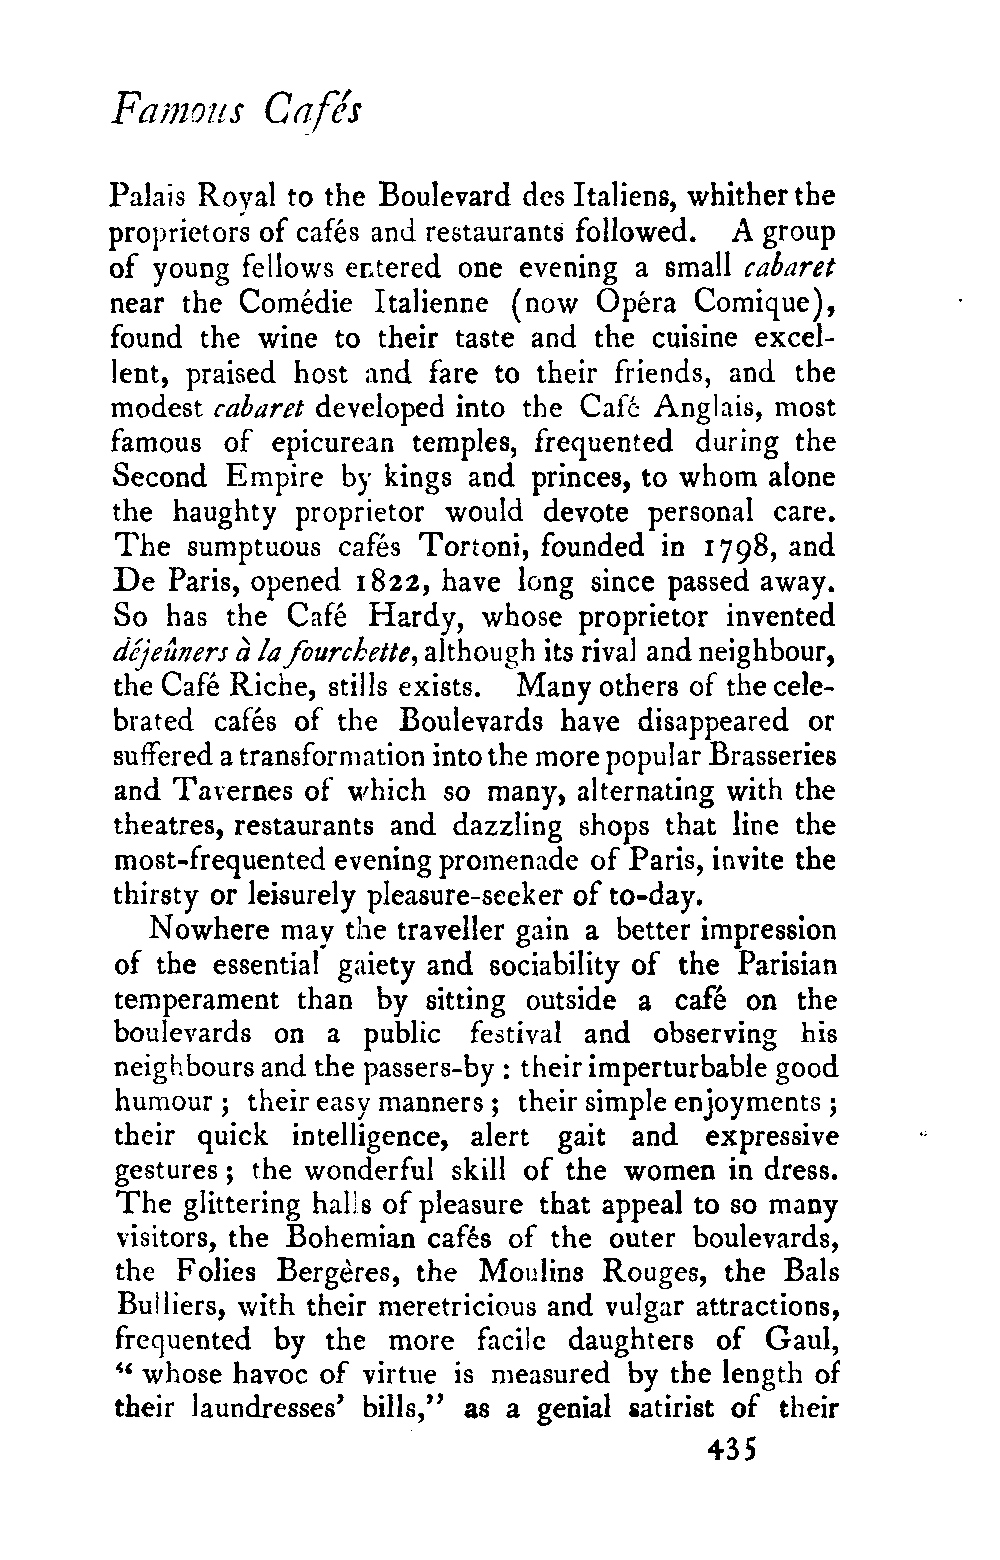 Famous Cafés
Palais Royal to the Boulevard des Italiens, whither the
proprietors of cafés and restaurants followed. A group
of young fellows entered one evening a small cabaret
near the Comédie Italienne (now Opéra Comique),
found the wine to their taste and the cuisine excel-
lent, praised host and fare to their friends, and the
modest cabaret developed into the Café Anglais, most
famous of epicurean temples, frequented during the
Second Empire by kings and princes, to whom alone
the haughty proprietor would devote personal care.
The sumptuous cafés Tortoni, founded in 1798, and
De Paris, opened 1822, have long since passed away.
So has the Café Hardy, whose proprietor invented
déjeûners à la fourchette, although its rival and neighbour,
the Café Riche, stills exists. Many others of the cele-
brated cafés of the Boulevards have disappeared or
suffered a transformation into the more popular Brasseries
and Tavernes of which so many, alternating with the
theatres, restaurants and dazzling shops that line the
most-frequented evening promenade of Paris, invite the
thirsty or leisurely pleasure-seeker of to-day.
Nowhere may the traveller gain a better impression
of the essential gaiety and sociability of the Parisian
temperament than by sitting outside a café on the
boulevards on a public festival and observing his
neighbours and the passers-by : their imperturbable good
humour ; their easy manners ; their simple enjoyments ;
their quick intelligence, alert gait and expressive
gestures ; the wonderful skill of the women in dress.
The glittering halls of pleasure that appeal to so many
visitors, the Bohemian cafés of the outer boulevards,
the Folies Bergères, the Moulins Rouges, the Bals
Bulliers, with their meretricious and vulgar attractions,
frequented by the more facile daughters of Gaul,
“ whose havoc of virtue is measured by the length of
their laundresses’ bills,” as a genial satirist of their
435